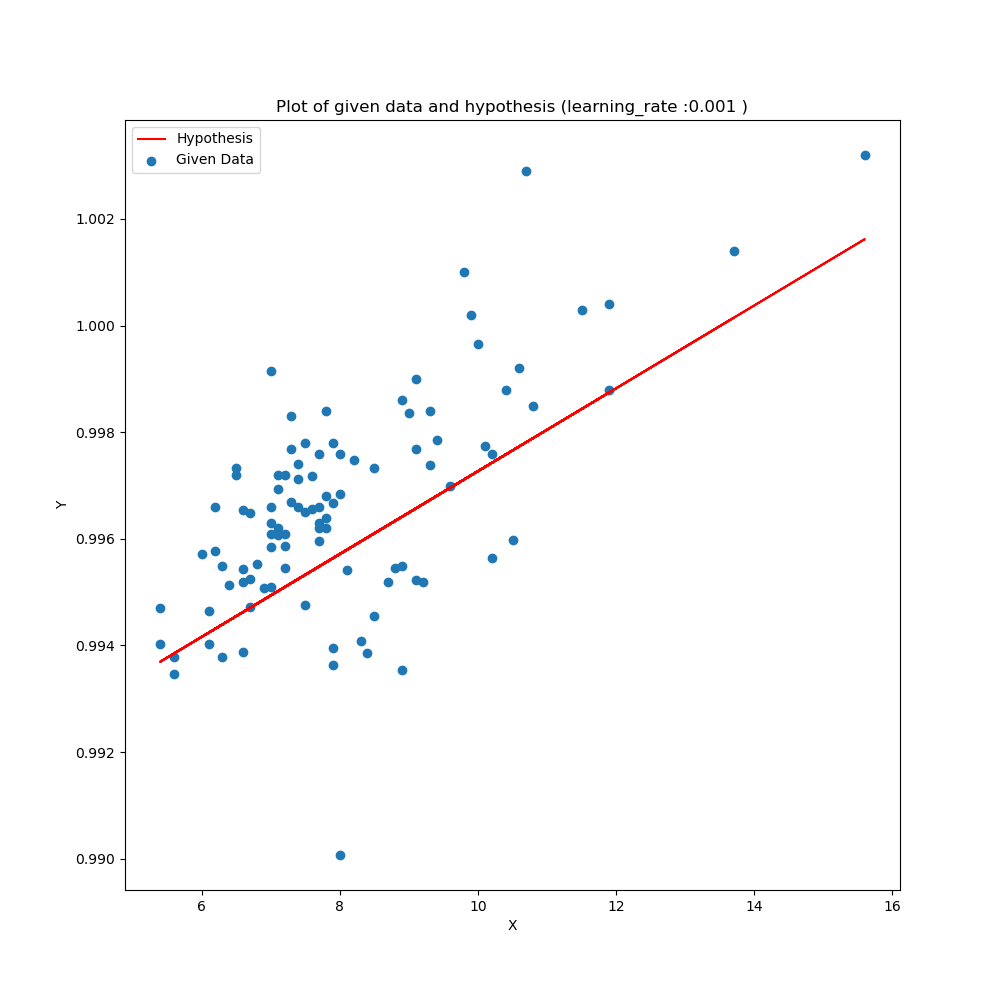 Plot of given data and hypothesis (learning_rate :0.001 )
Hypothesis
Given Data
1.002
1.000
0.998
0.996
0.994
0.992
0.990
Y
6 8 10 12 14 16
X